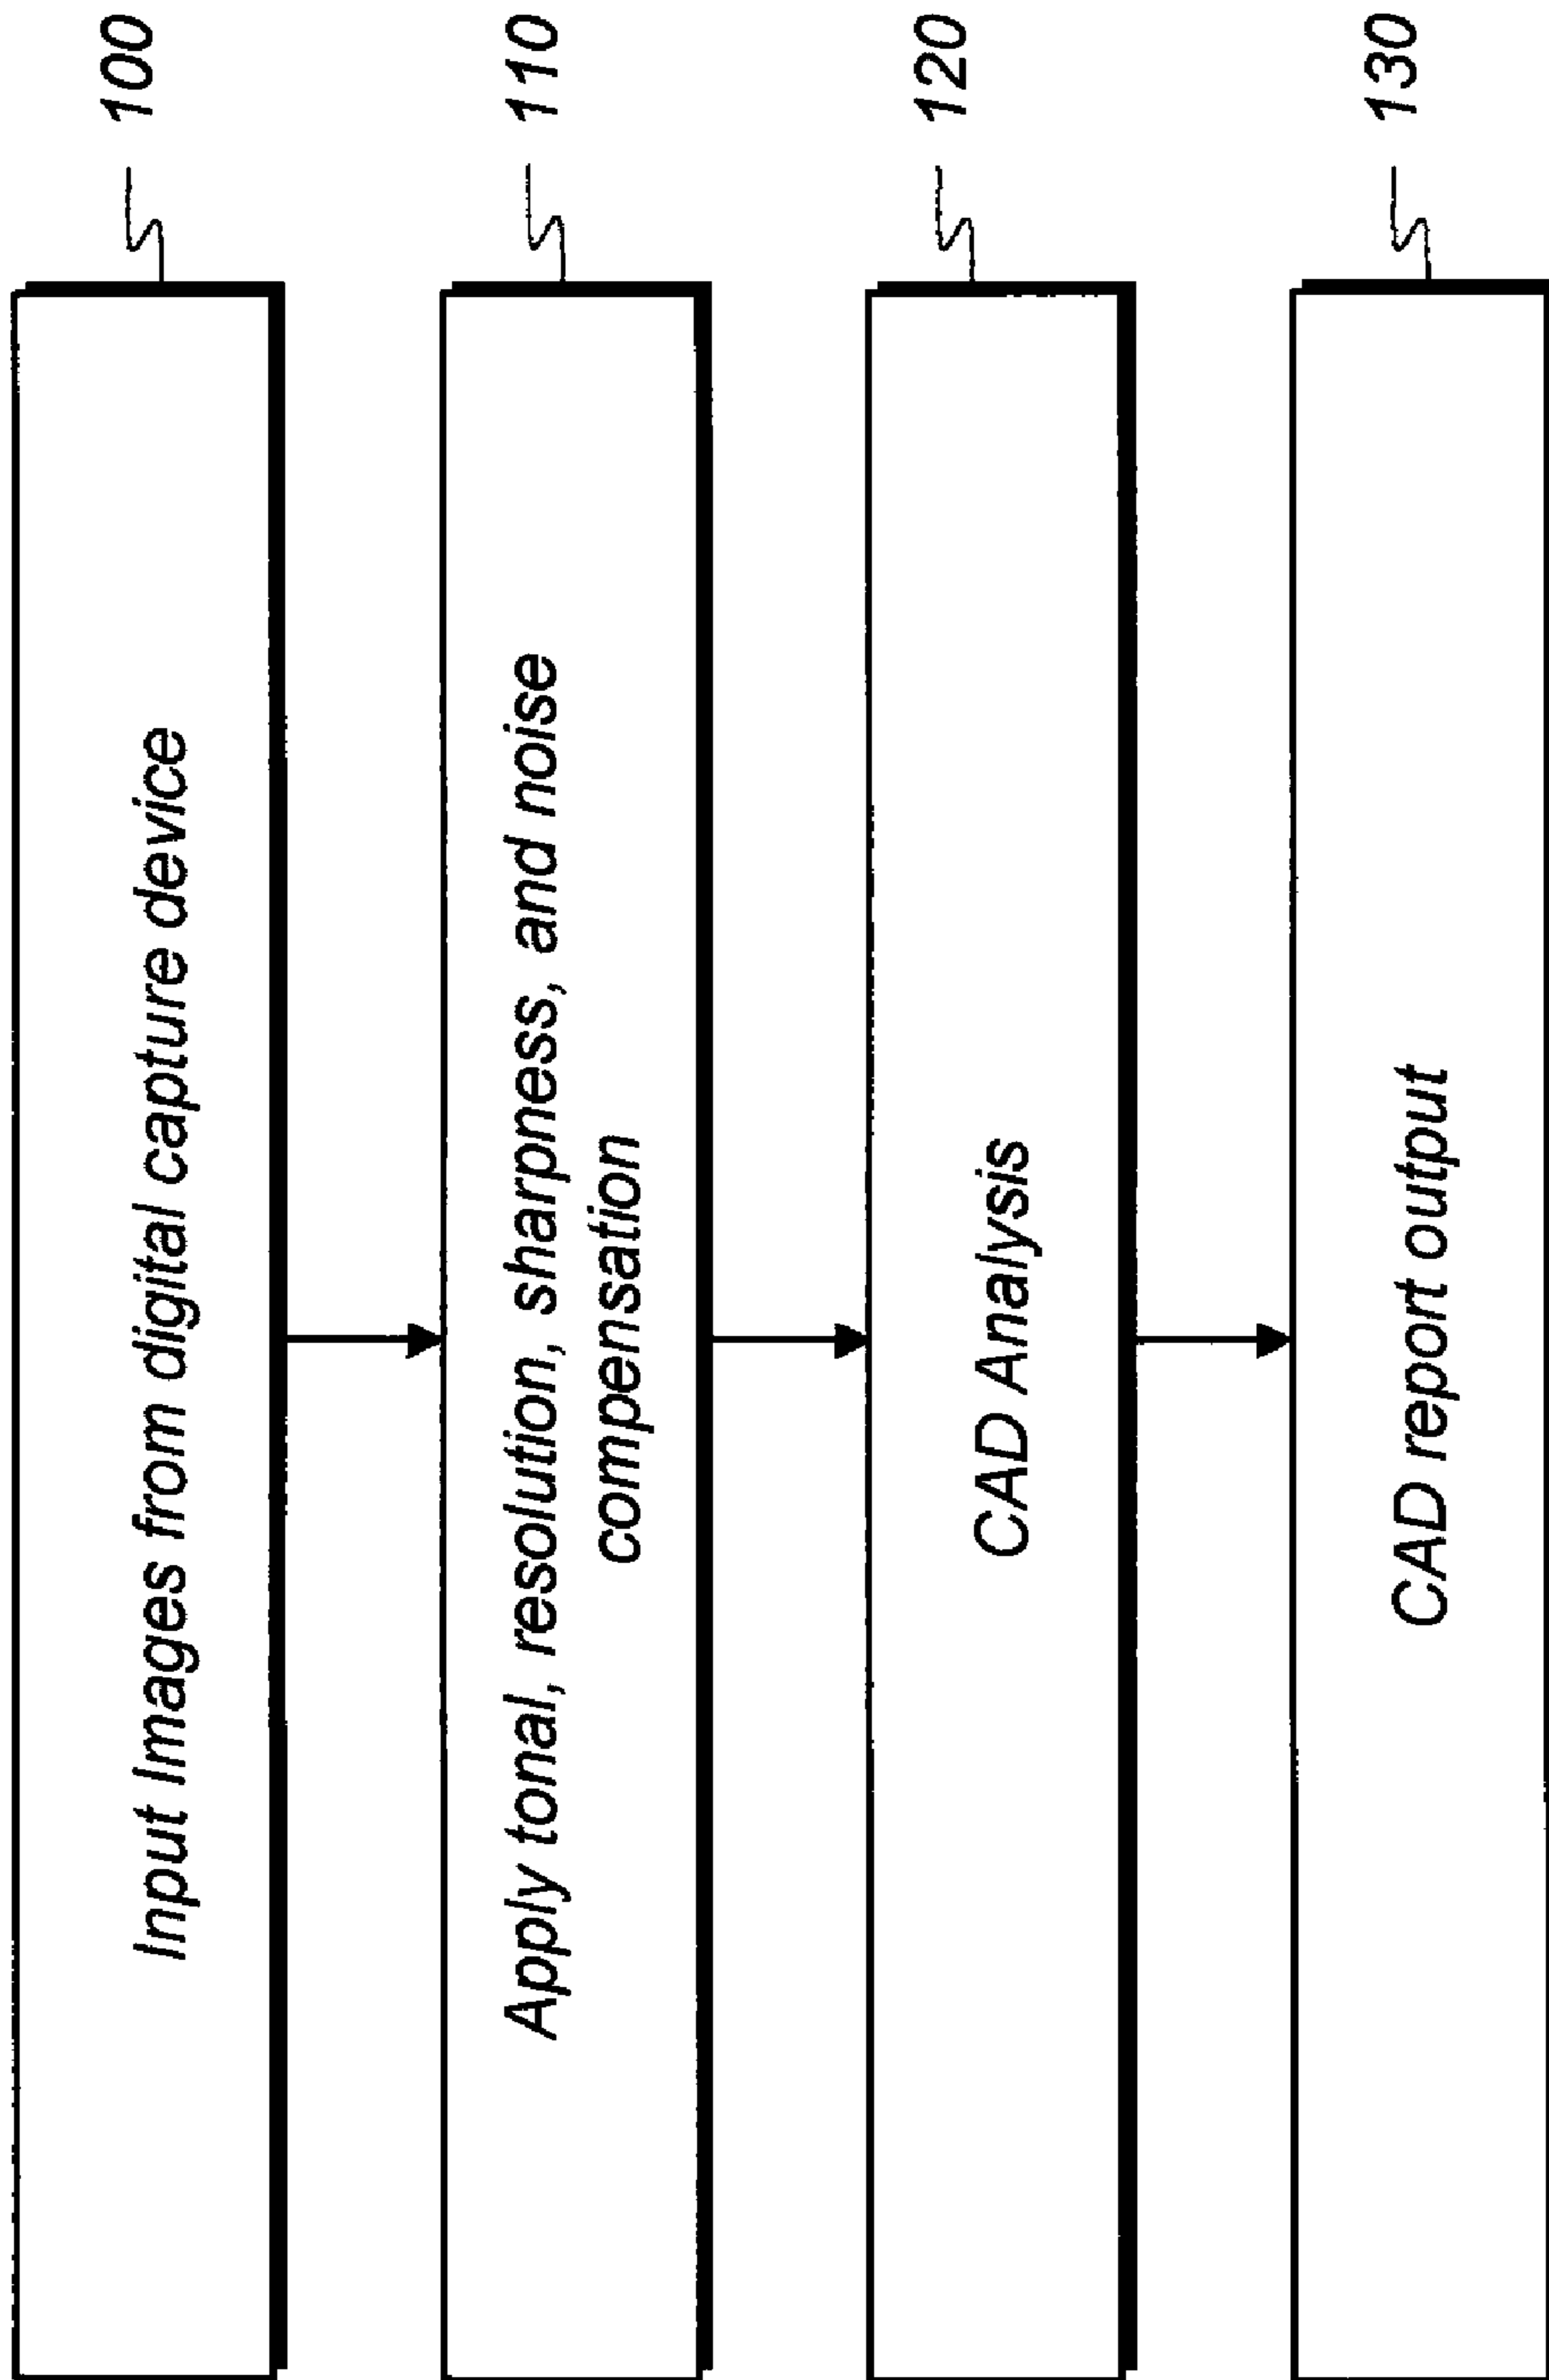 Input Images from digital capture device
100
Apply tonal, resolution, sharpness, and noise
compensation
110
CAD Analysis
120
CAD report output
130